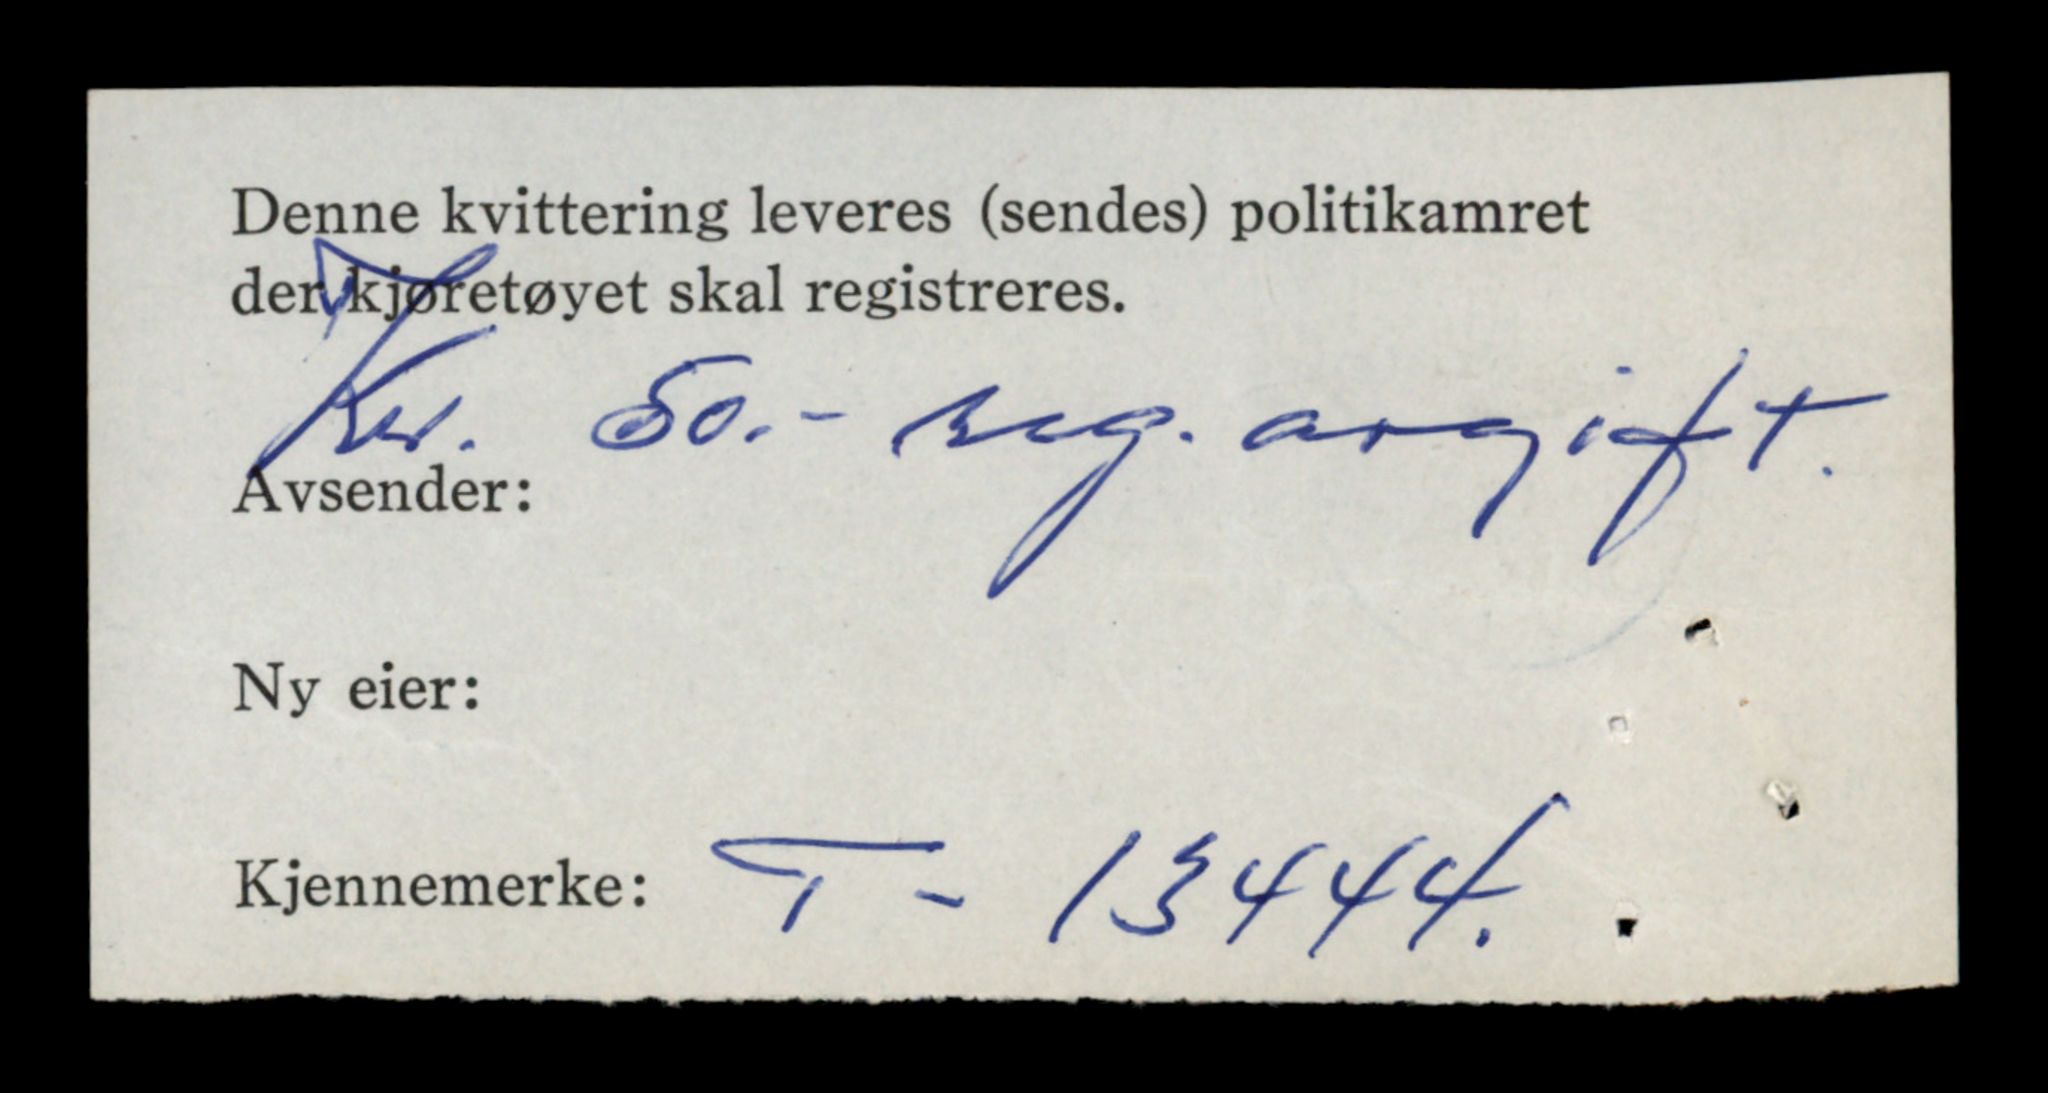 Denne kvittering leveres (sendes) politikamret
der kjøretøyet skal registreres.
Kr. 50.- reg. avgift.
Avsender:
Ny eier:
Kjennemerke: T - 13444.